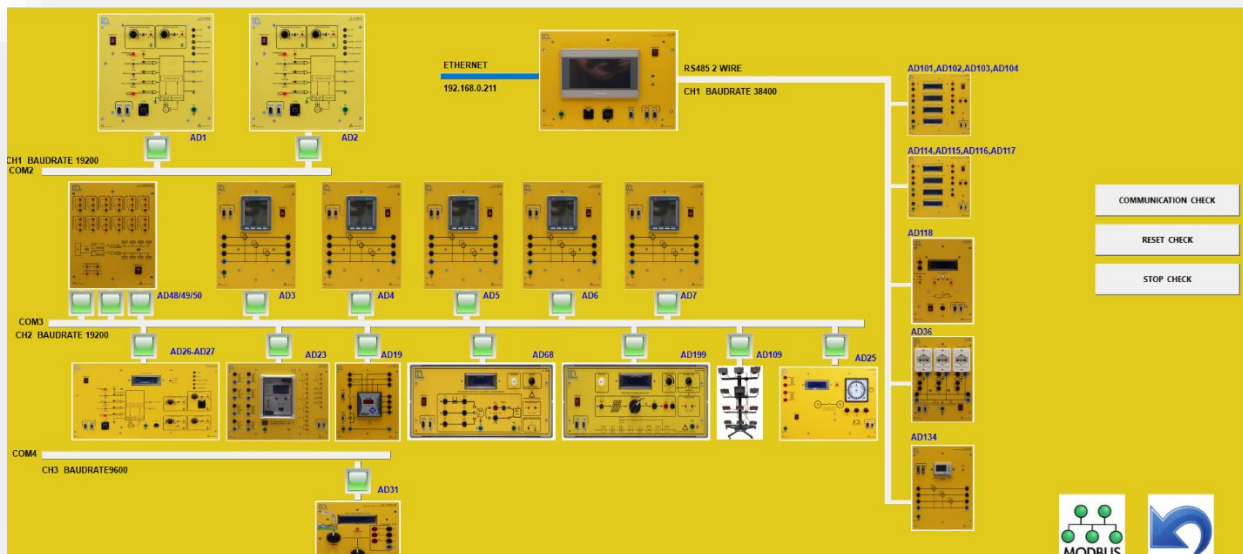 ETHERNET
192.168.0.211
RS485 2 WIRE
CH1 BAUDRATE 38400
AD101,AD102,AD103,AD104
AD1
AD2
CH1 BAUDRATE 19200
COM2
AD114,AD115,AD116,AD117
COMMUNICATION CHECK
RESET CHECK
STOP CHECK
AD118
AD48/49/50
AD3
AD4
AD5
AD6
AD7
COM3
CH2 BAUDRATE 19200
AD36
AD26-AD27
AD23
AD19
AD68
AD199
AD109
AD25
AD134
COM4
CH3 BAUDRATE9600
AD31
MODBUS